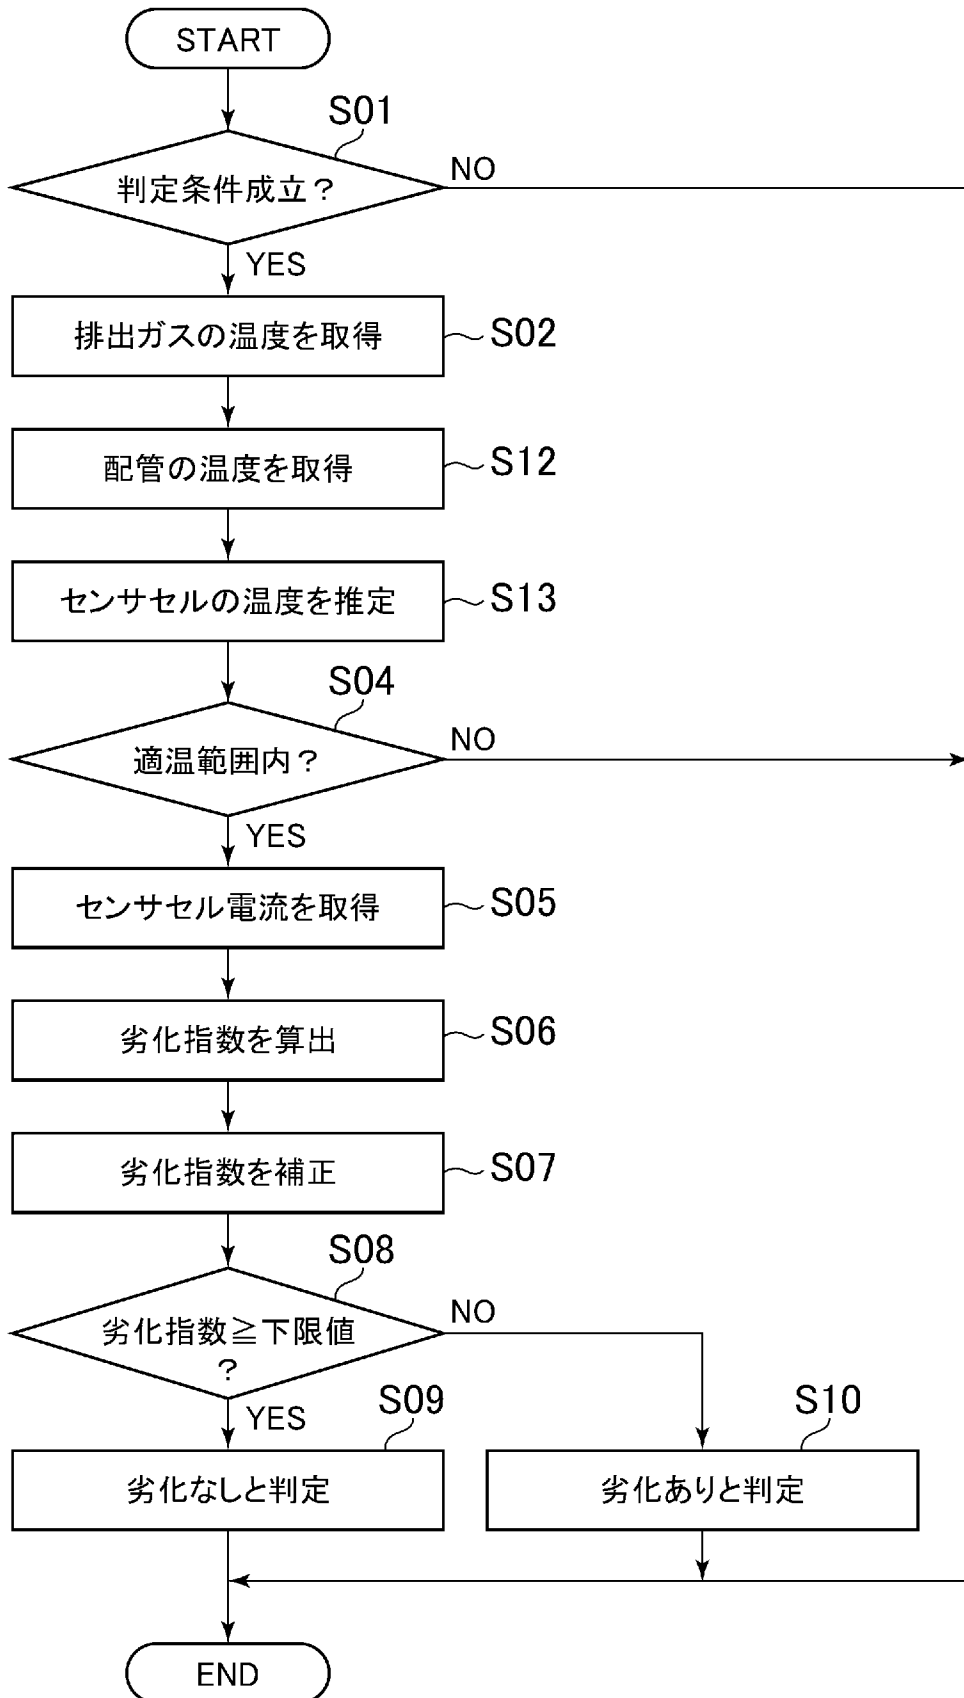 START
S01
判定条件成立？
NO
YES
排出ガスの温度を取得
S02
配管の温度を取得
S12
センサセルの温度を推定
S13
S04
適温範囲内？
NO
YES
センサセル電流を取得
S05
劣化指数を算出
S06
劣化指数を補正
S07
S08
劣化指数≧下限値
？
NO
YES
S09
劣化なしと判定
S10
劣化ありと判定
END